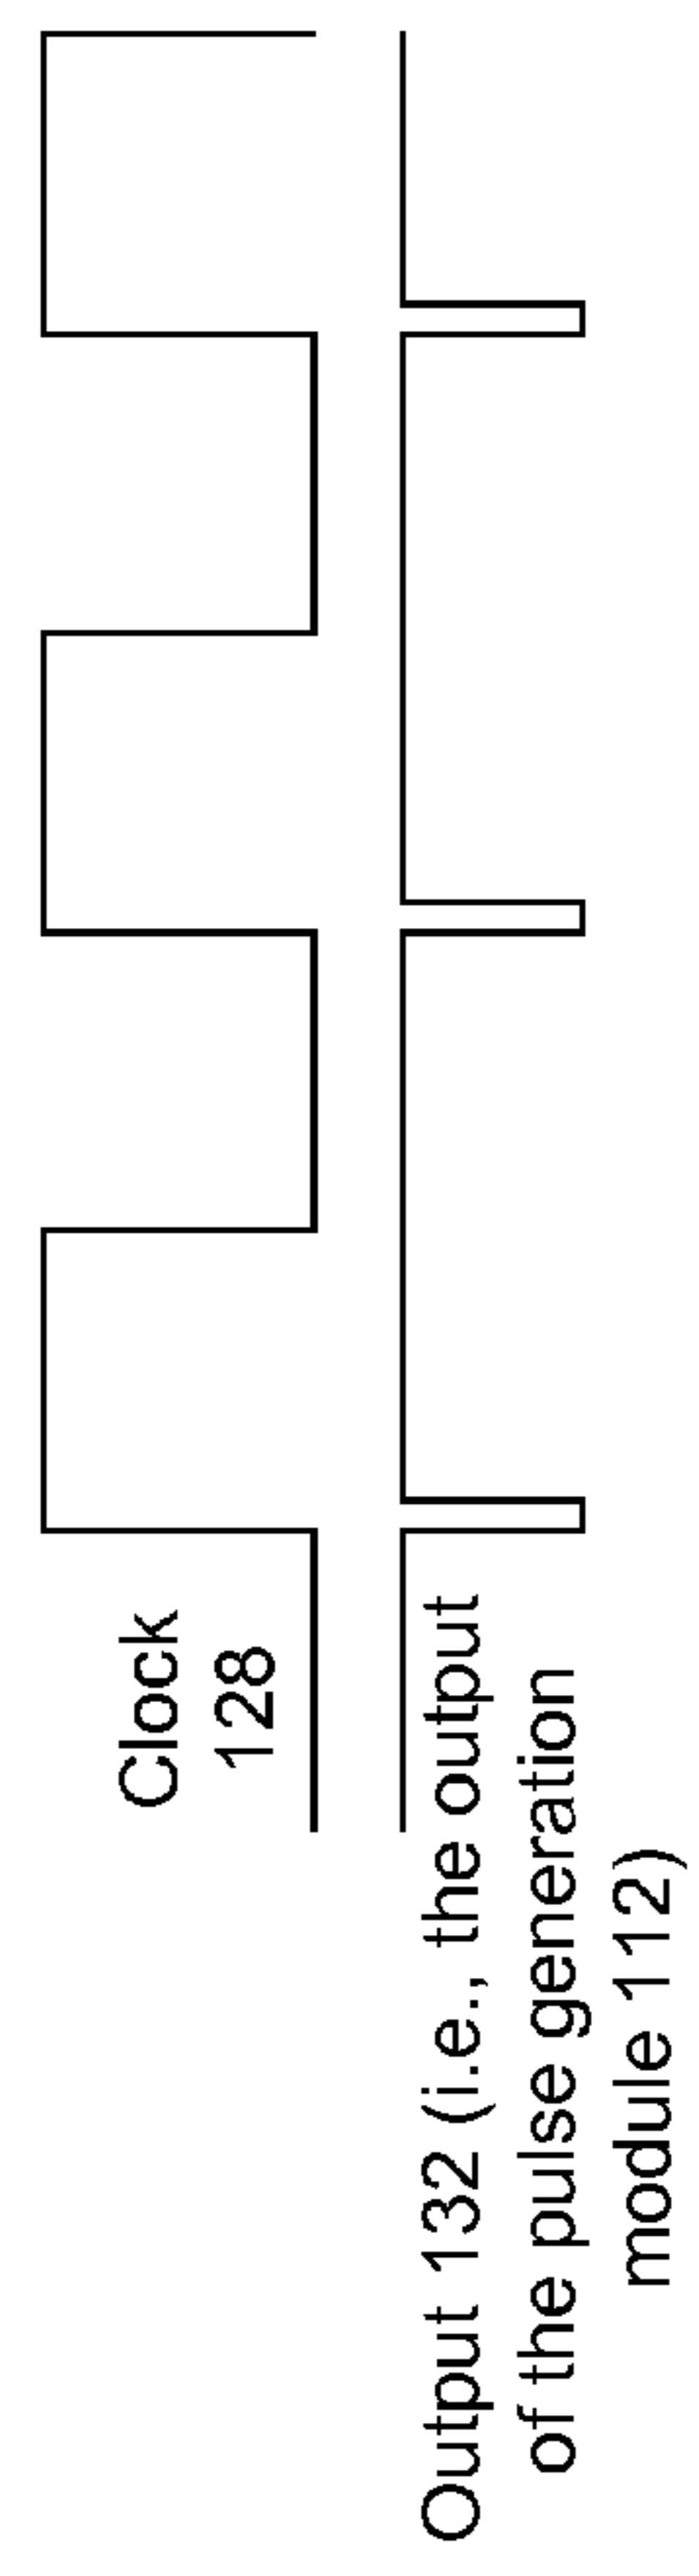 Clock
128
Output 132 (i.e., the output
of the pulse generation
module 112)